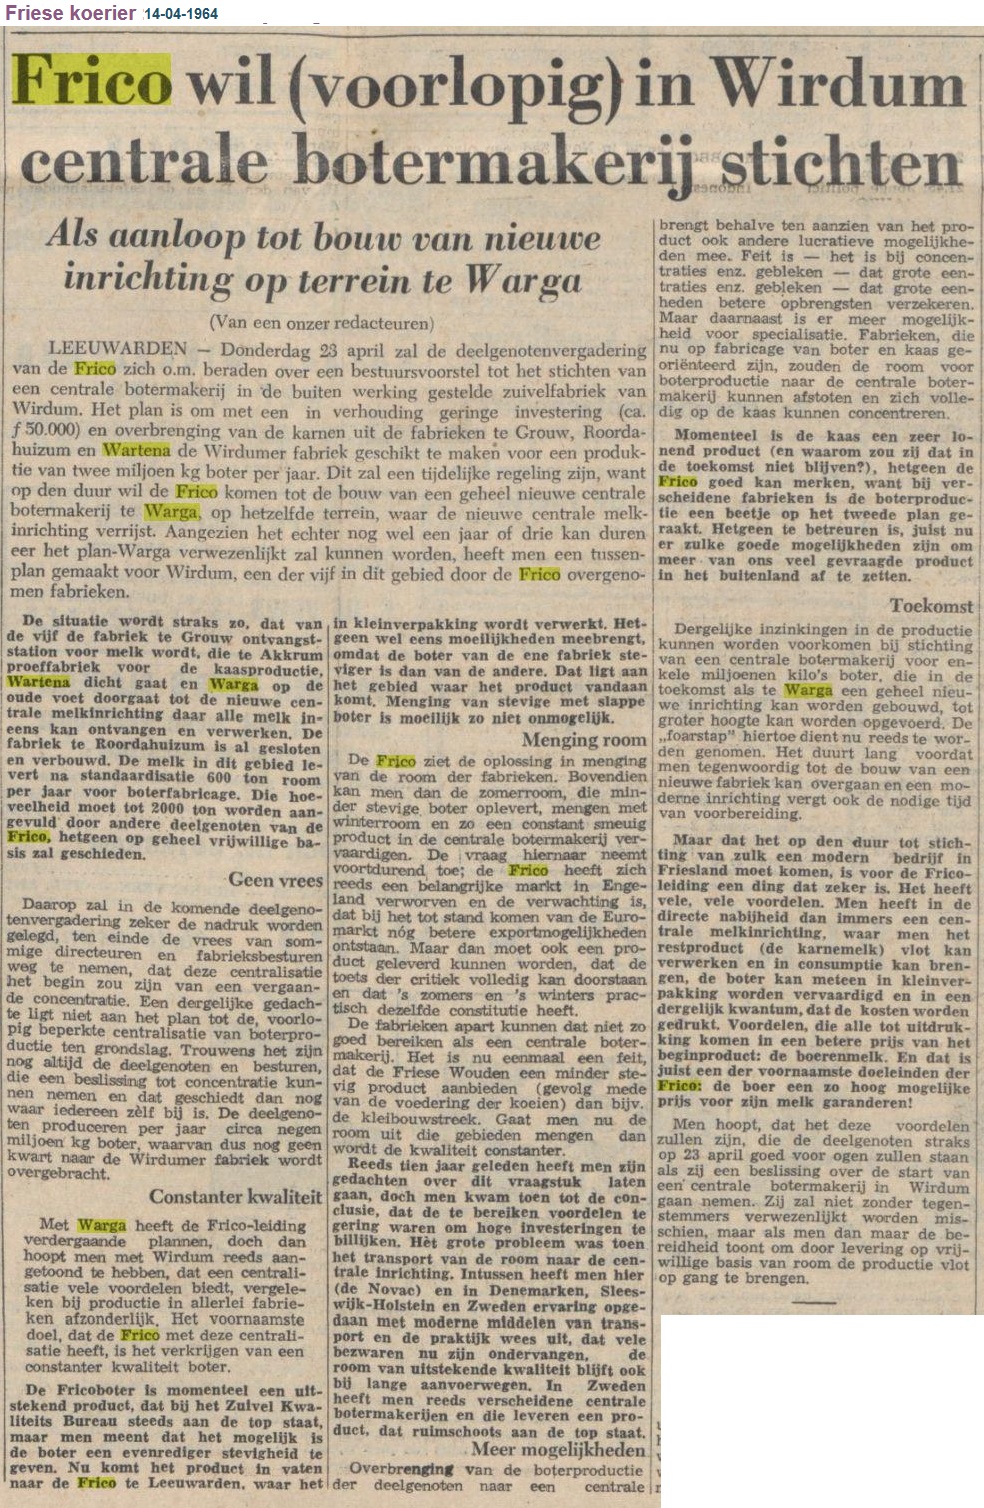 Friese koerier 14-04-1964
Frico wil (voorlopig) in Wirdum
centrale botermakerij stichten
Als aanloop tot bouw van nieuwe
inrichting op terrein te Warga
(Van een onzer redacteuren)
LEEUWARDEN — Donderdag 23 april zal de deelgenotenvergadering
van de Frico zich o.m. beraden over een bestuursvoorstel tot het stichten van
een centrale botermakerij in de buiten werking gestelde zuivelfabriek van
Wirdum. Het plan is om met een in verhouding geringe investering (ca.
ƒ 50.000) en overbrenging van de karnen uit de fabrieken te Grouw, Roorda-
huizum en Wartena de Wirdumer fabriek geschikt te maken voor een produk-
tie van twee miljoen kg boter per jaar. Dit zal een tijdelijke regeling zijn, want
op den duur wil de Frico komen tot de bouw van een geheel nieuwe centrale
botermakerij te Warga, op hetzelfde terrein, waar de nieuwe centrale melk-
inrichting verrijst. Aangezien het echter nog wel een jaar of drie kan duren
eer het plan-Warga verwezenlijkt zal kunnen worden, heeft men een tussen-
plan gemaakt voor Wirdum, een der vijf in dit gebied door de Frico overgeno-
men fabrieken.
De situatie wordt straks zo, dat van
de vijf de fabriek te Grouw ontvangst-
station voor melk wordt, die te Akkrum
proeffabriek voor de kaasproductie,
Wartena dicht gaat en Warga op de
oude voet doorgaat tot de nieuwe cen-
trale melkinrichting daar alle melk in-
eens kan ontvangen en verwerken. De
fabriek te Roordahuizum is al gesloten
en verbouwd. De melk in dit gebied le-
vert na standaardisatie 600 ton room
per jaar voor boterfabricage. Die hoe-
veelheid moet tot 2000 ton worden aan-
gevuld door andere deelgenoten van de
Frico, hetgeen op geheel vrijwillige ba-
sis zal geschieden.
Geen vrees
Daarop zal in de komende deelgeno-
tenvergadering zeker de nadruk worden
gelegd, ten einde de vrees van som-
mige directeuren en fabrieksbesturen
weg te nemen, dat deze centralisatie
het begin zou zijn van een vergaan-
de concentratie. Een dergelijke gedach-
te ligt niet aan het plan tot de, voorlo-
pig beperkte centralisatie van boterpro-
ductie ten grondslag. Trouwens het zijn
nog altijd de deelgenoten en besturen,
die een beslissing tot concentratie kun-
nen nemen en dat geschiedt dan nog
waar iedereen zèlf bij is. De deelgeno-
ten produceren per jaar circa negen
miljoen kg boter, waarvan dus nog geen
kwart naar de Wirdumer fabriek wordt
overgebracht.
Constanter kwaliteit
Met Warga heeft de Frico-leiding
verdergaande plannen, doch dan
hoopt men met Wirdum reeds aan-
getoond te hebben, dat een centrali-
satie vele voordelen biedt, vergele-
ken bij productie in allerlei fabrie-
ken afzonderlijk. Het voornaamste
doel, dat de Frico met deze centrali-
satie heeft, is het verkrijgen van een
constanter kwaliteit boter.
De Fricoboter is momenteel een uit-
stekend product, dat bij het Zuivel Kwa-
liteits Bureau steeds aan de top staat,
maar men meent dat het mogelijk is
de boter een evenrediger stevigheid te
geven. Nu komt het product in vaten
naar de Frico te Leeuwarden, waar het
in kleinverpakking wordt verwerkt. Het-
geen wel eens moeilijkheden meebrengt,
omdat de boter van de ene fabriek ste-
viger is dan van de andere. Dat ligt aan
het gebied waar het product vandaan
komt. Menging van stevige met slappe
boter is moeilijk zo niet onmogelijk.
Menging room
De Frico ziet de oplossing in menging
van de room der fabrieken. Bovendien
kan men dan de zomerroom, die min-
der stevige boter oplevert, mengen met
winterroom en zo een constant smeuig
product in de centrale botermakerij ver-
vaardigen. De vraag hiernaar neemt
voortdurend toe; de Frico heeft zich
reeds een belangrijke markt in Enge-
land verworven en de verwachting is,
dat bij het tot stand komen van de Euro-
markt nóg betere exportmogelijkheden
ontstaan. Maar dan moet ook een pro-
duct geleverd kunnen worden, dat de
toets der critiek volledig kan doorstaan
en dat 's zomers en 's winters prac-
tisch dezelfde constitutie heeft.
De fabrieken apart kunnen dat niet zo
goed bereiken als een centrale boter-
makerij. Het is nu eenmaal een feit,
dat de Friese Wouden een minder ste-
vig product aanbieden (gevolg mede
van de voedering der koeien) dan bijv.
de kleibouwstreek. Gaat men nu de
room uit die gebieden mengen dan
wordt de kwaliteit constanter.
Reeds tien jaar geleden heeft men zijn
gedachten over dit vraagstuk laten
gaan, doch men kwam toen tot de con-
clusie, dat de te bereiken voordelen te
gering waren om hoge investeringen te
billijken. Hèt grote probleem was toen
het transport van de room naar de cen-
trale inrichting. Intussen heeft men hier
(de Novac) en in Denemarken, Slees-
wijk-Holstein en Zweden ervaring opge-
daan met moderne middelen van trans-
port en de praktijk wees uit, dat vele
bezwaren nu zijn ondervangen, de
room van uitstekende kwaliteit blijft ook
bij lange aanvoerwegen. In Zweden
heeft men reeds verscheidene centrale
botermakerijen en die leveren een pro-
duct, dat ruimschoots aan de top staat.
Meer mogelijkheden
Overbrenging van de boterproductie
der deelgenoten naar een centrale
brengt behalve ten aanzien van het pro-
duct ook andere lucratieve mogelijkhe-
den mee. Feit is — het is bij concen-
traties enz. gebleken — dat grote een-
traties enz. gebleken — dat grote een-
heden betere opbrengsten verzekeren.
Maar daarnaast is er meer mogelijk-
heid voor specialisatie. Fabrieken, die
nu op fabricage van boter en kaas ge-
oriënteerd zijn, zouden de room voor
boterproductie naar de centrale boter-
makerij kunnen afstoten en zich volle-
dig op de kaas kunnen concentreren.
Momenteel is de kaas een zeer lo-
nend product (en waarom zou zij dat in
de toekomst niet blijven?), hetgeen de
Frico goed kan merken, want bij ver-
scheidene fabrieken is de boterproduc-
tie een beetje op het tweede plan ge-
raakt. Hetgeen te betreuren is, juist nu
er zulke goede mogelijkheden zijn om
meer van ons veel gevraagde product
in het buitenland af te zetten.
Toekomst
Dergelijke inzinkingen in de productie
kunnen worden voorkomen bij stichting
van een centrale botermakerij voor en-
kele miljoenen kilo's boter, die in de
toekomst als te Warga een geheel nieu-
we inrichting kan worden gebouwd, tot
groter hoogte kan worden opgevoerd. De
„foarstap" hiertoe dient nu reeds te wor-
den genomen. Het duurt lang voordat
men tegenwoordig tot de bouw van een
nieuwe fabriek kan overgaan en een mo-
derne inrichting vergt ook de nodige tijd
van voorbereiding.
Maar dat het op den duur tot stich-
ting van zulk een modern bedrijf in
Friesland moet komen, is voor de Frico-
leiding een ding dat zeker is. Het heeft
vele, vele voordelen. Men heeft in de
directe nabijheid dan immers een cen-
trale melkinrichting, waar men het
restproduct (de karnemelk) vlot kan
verwerken en in consumptie kan bren-
gen, de boter kan meteen in kleinver-
pakking worden vervaardigd en in een
dergelijk kwantum, dat de kosten worden
gedrukt. Voordelen, die alle tot uitdruk-
king komen in een betere prijs van het
beginproduct: de boerenmelk. En dat is
juist een der voornaamste doeleinden der
Frico: de boer een zo hoog mogelijke
prijs voor zijn melk garanderen!
Men hoopt, dat het deze voordelen
zullen zijn, die de deelgenoten straks
op 23 april goed voor ogen zullen staan
als zij een beslissing over de start van
een centrale botermakerij in Wirdum
gaan nemen. Zij zal niet zonder tegen-
stemmers verwezenlijkt worden mis-
schien, maar als men dan maar de be-
reidheid toont om door levering op vrij-
willige basis van room de productie vlot
op gang te brengen.